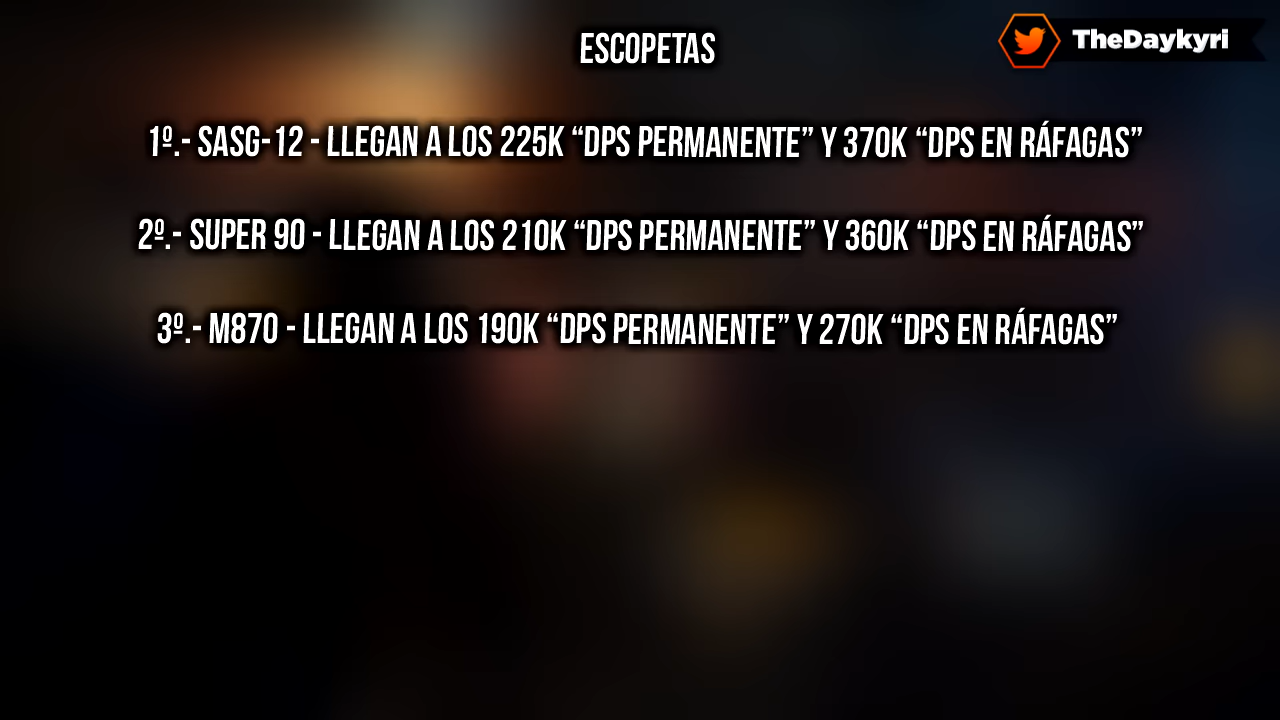 ESCOPETAS
TheDaykyri
1º.- SASG-12 - LLEGAN A LOS 225K “DPS PERMANENTE” Y 370K “DPS EN RÁFAGAS”
2º.- SUPER 90 - LLEGAN A LOS 210K “DPS PERMANENTE” Y 360K “DPS EN RÁFAGAS”
3º.- M870 - LLEGAN A LOS 190K “DPS PERMANENTE” Y 270K “DPS EN RÁFAGAS”